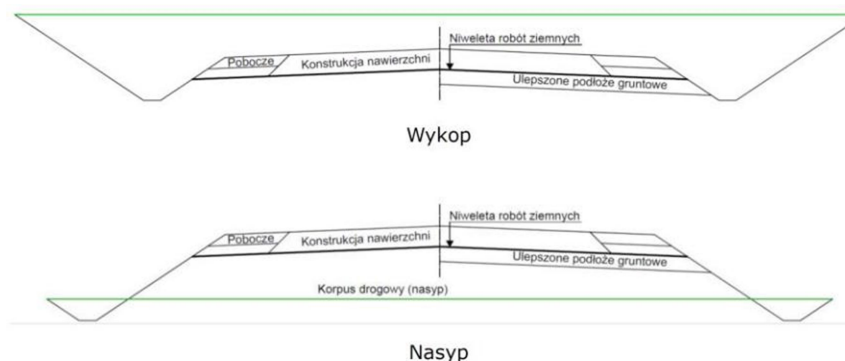 Niweleta robót ziemnych
Pobocze
Konstrukcja nawierzchni
Ulepszone podłoże gruntowe
Wykop
Niweleta robót ziemnych
Pobocze
Konstrukcja nawierzchni
Ulepszone podłoże gruntowe
Korpus drogowy (nasyp)
Nasyp